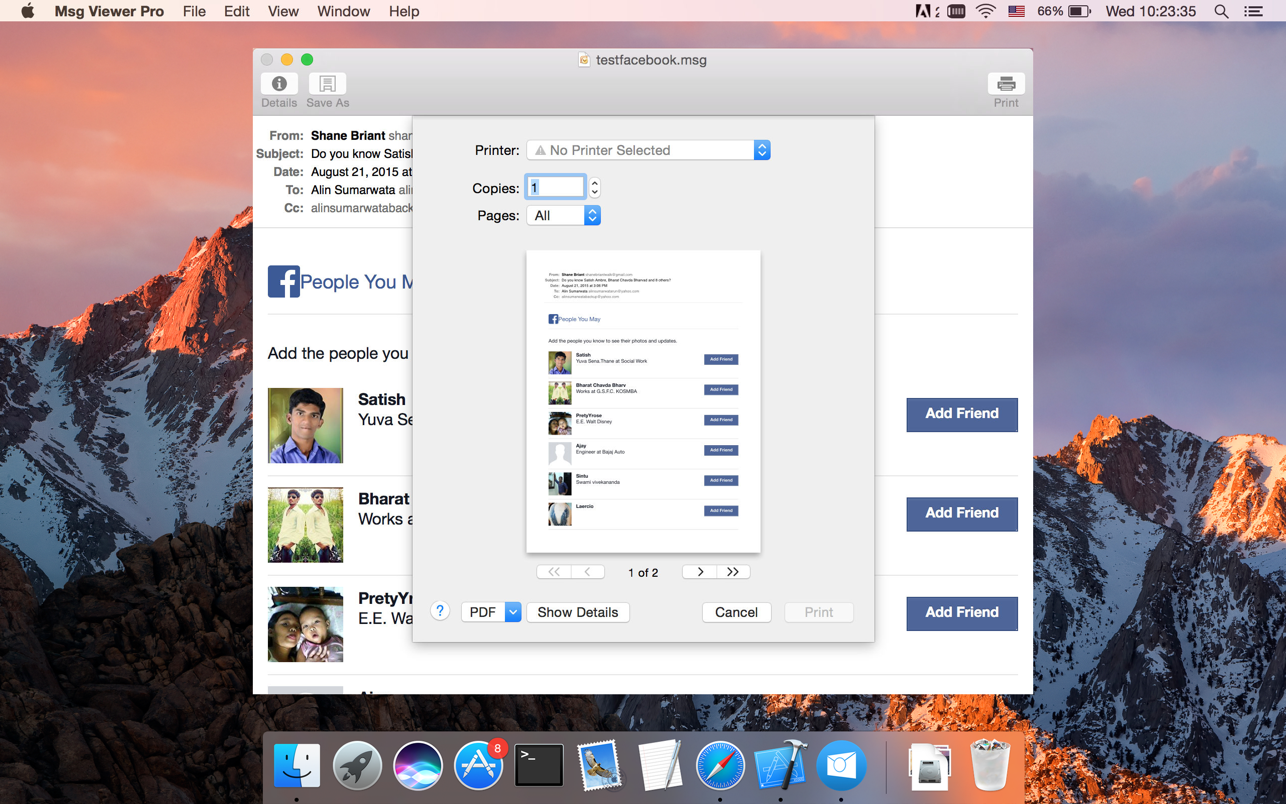 Msg Viewer Pro File Edit View Window Help 2 66% Wed 10:23:35
testfacebook.msg
Details Save As Print
From: Shane Briant shar
Subject: Do you know Satis
Date: August 21, 2015 at
To: Alin Sumarwata ali
Cc: alinsumarwataback
People You M
Add the people you
Satish
Yuva Se
Add Friend
Bharat
Works a
Add Friend
PretyYr
E.E. Wa
Add Friend
Printer: No Printer Selected
Copies: 1
Pages: All
From: Shane Briant
Subject: Do you know Satish Ambre, Bharat Chavda Bharvad and 8 others?
Date: August 21, 2015 at 3:06 PM
To: Alin Sumarwata
Cc:
People You May
Add the people you know to see their photos and updates.
Satish
Yuva Sena,Thane at Social Work
Add Friend
Bharat Chavda Bharv
Works at G.S.F.C. KOSMBA
Add Friend
PretyYrose
E.E. Walt Disney
Add Friend
Ajay
Engineer at Bajaj Auto
Add Friend
Sintu
Swami vivekananda
Add Friend
Laercio
Add Friend
<< < 1 of 2 > >>
? PDF Show Details Cancel Print
8
>_